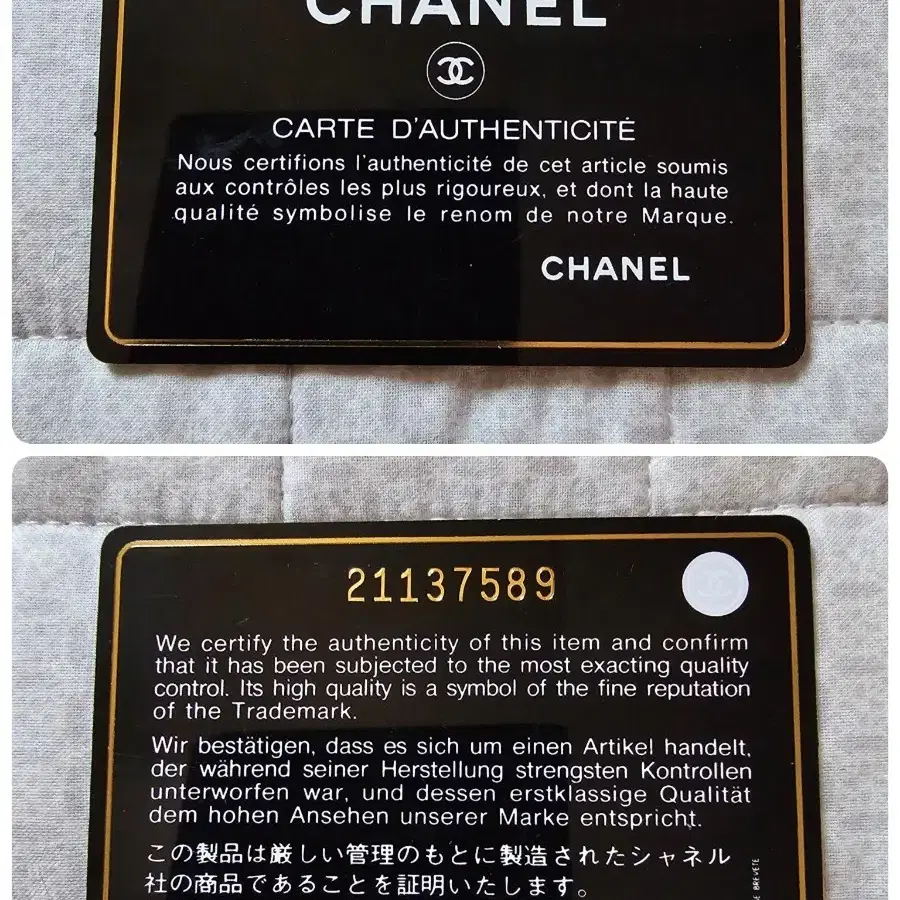 CHANEL
CARTE D'AUTHENTICITÉ
Nous certifions l'authenticité de cet article soumis
aux contrôles les plus rigoureux, et dont la haute
qualité symbolise le renom de notre Marque.
CHANEL
21137589
We certify the authenticity of this item and confirm
that it has been subjected to the most exacting quality
control. Its high quality is a symbol of the fine reputation
of the Trademark.
Wir bestätigen, dass es sich um einen Artikel handelt,
der während seiner Herstellung strengsten Kontrollen
unterworfen war, und dessen erstklassige Qualität
dem hohen Ansehen unserer Marke entspricht.
この製品は厳しい管理のもとに製造されたシャネル
社の商品であることを証明いたします。
BREVETE